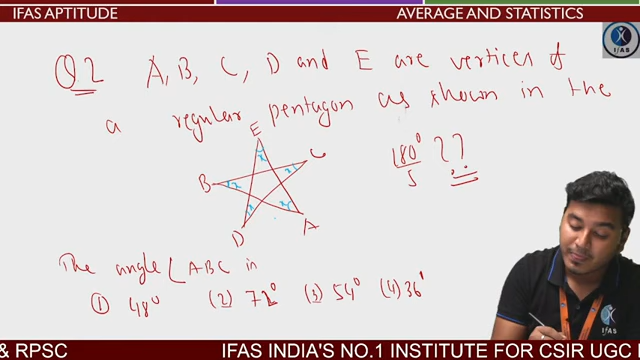 IFAS APTITUDE
AVERAGE AND STATISTICS
IFAS
Q2 A, B, C, D and E are vertices of
a regular pentagon as shown in the
E
C
B
D
A
x
x
x
x
x
180°/5 ??
The angle ∠ABC is
(1) 48° (2) 72° (3) 54° (4) 36°
& RPSC
IFAS INDIA'S NO.1 INSTITUTE FOR CSIR UGC